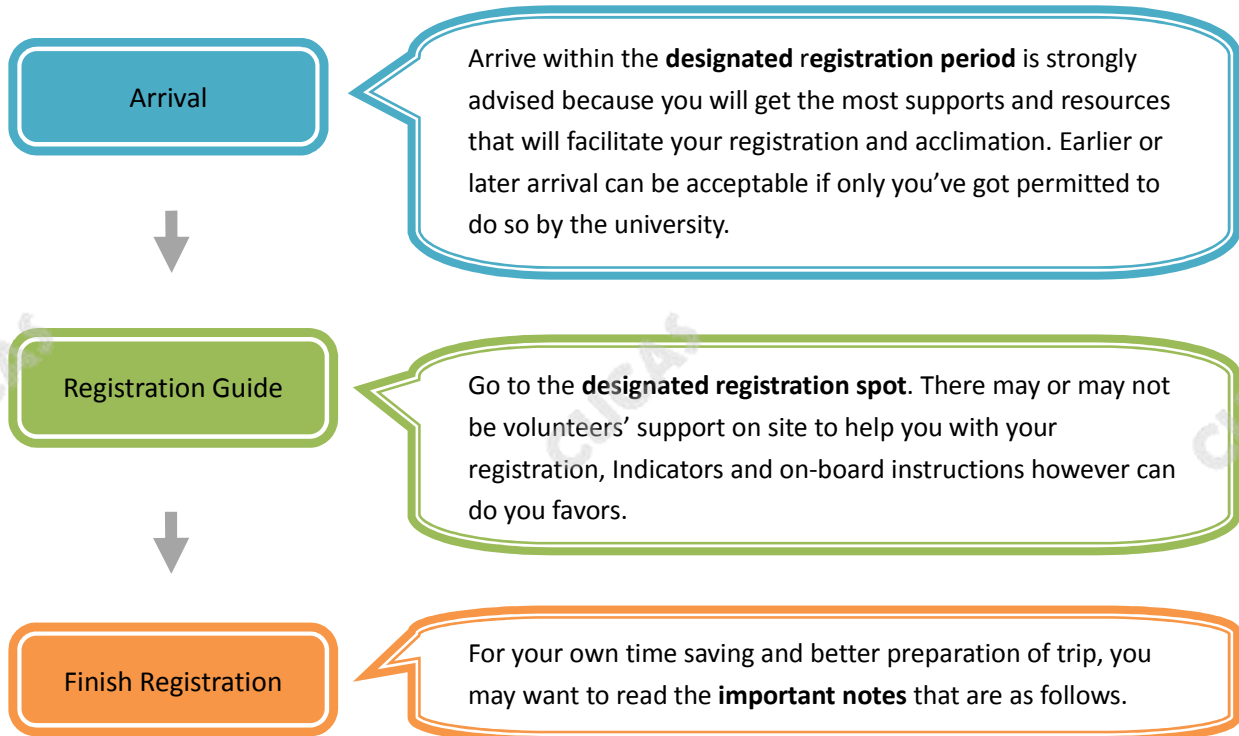 Arrival
Arrive within the designated registration period is strongly
advised because you will get the most supports and resources
that will facilitate your registration and acclimation. Earlier or
later arrival can be acceptable if only you’ve got permitted to
do so by the university.
Registration Guide
Go to the designated registration spot. There may or may not
be volunteers’ support on site to help you with your
registration, Indicators and on-board instructions however can
do you favors.
CUCAS
Finish Registration
For your own time saving and better preparation of trip, you
may want to read the important notes that are as follows.